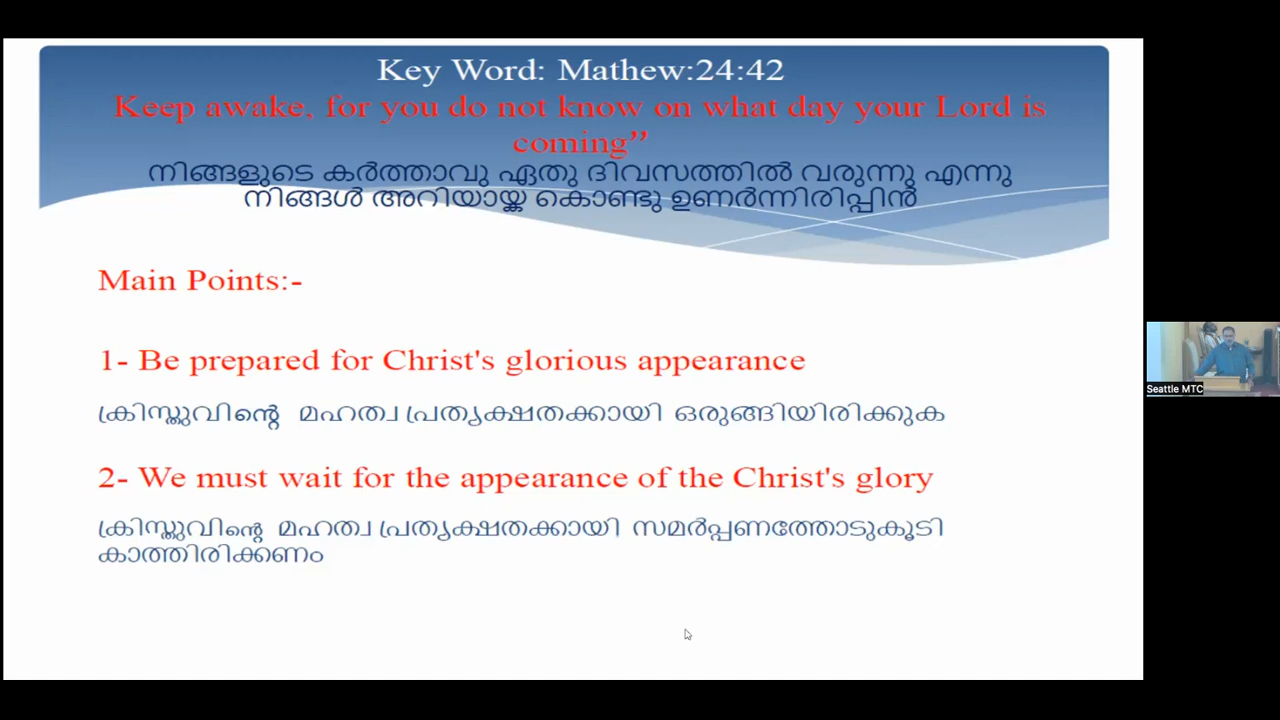 Key Word: Mathew:24:42
Keep awake, for you do not know on what day your Lord is
coming”
നിങ്ങളുടെ കർത്താവു ഏതു ദിവസത്തിൽ വരുന്നു എന്നു
നിങ്ങൾ അറിയായ്ക കൊണ്ടു ഉണർന്നിരിപ്പിൻ
Main Points:-
1- Be prepared for Christ's glorious appearance
ക്രിസ്തുവിന്റെ മഹത്വ പ്രത്യക്ഷതക്കായി ഒരുങ്ങിയിരിക്കുക
2- We must wait for the appearance of the Christ's glory
ക്രിസ്തുവിന്റെ മഹത്വ പ്രത്യക്ഷതക്കായി സമർപ്പണത്തോടുകൂടി
കാത്തിരിക്കണം
Seattle MTC